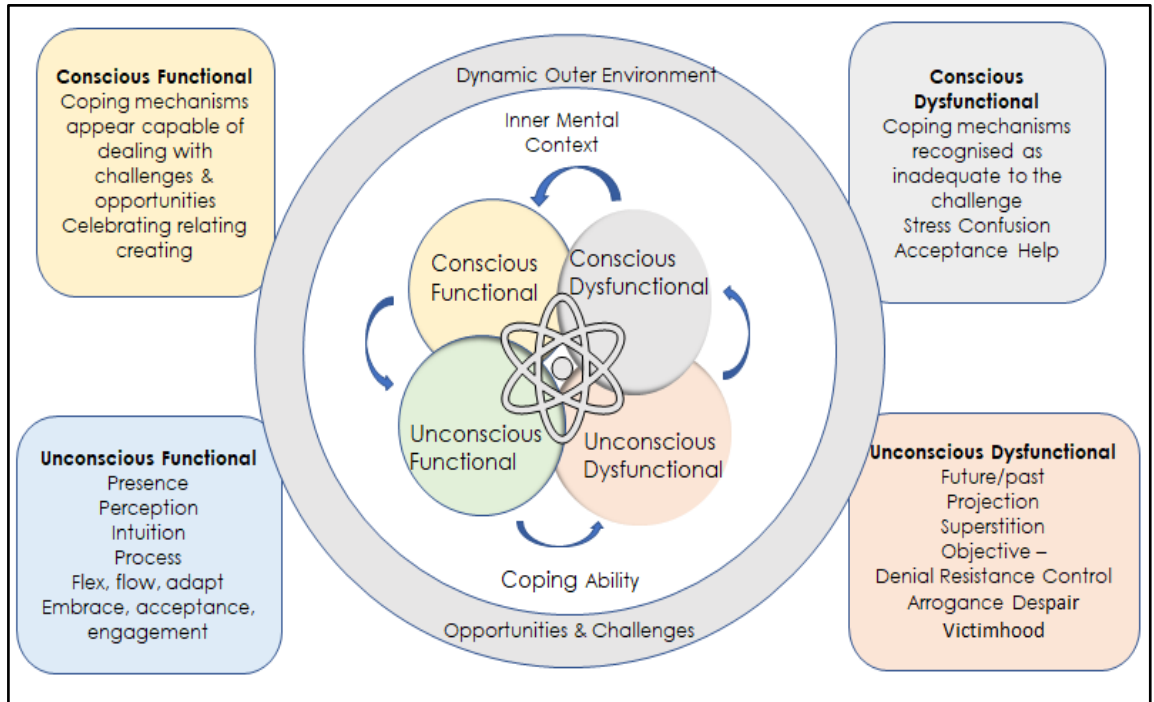 Conscious Functional
Coping mechanisms
appear capable of
dealing with
challenges &
opportunities
Celebrating relating
creating
Dynamic Outer Environment
Inner Mental
Context
Conscious
Dysfunctional
Coping mechanisms
recognised as
inadequate to the
challenge
Stress Confusion
Acceptance Help
Conscious
Functional
Conscious
Dysfunctional
Unconscious
Functional
Unconscious
Dysfunctional
Coping Ability
Opportunities & Challenges
Unconscious Functional
Presence
Perception
Intuition
Process
Flex, flow, adapt
Embrace, acceptance,
engagement
Unconscious Dysfunctional
Future/past
Projection
Superstition
Objective –
Denial Resistance Control
Arrogance Despair
Victimhood